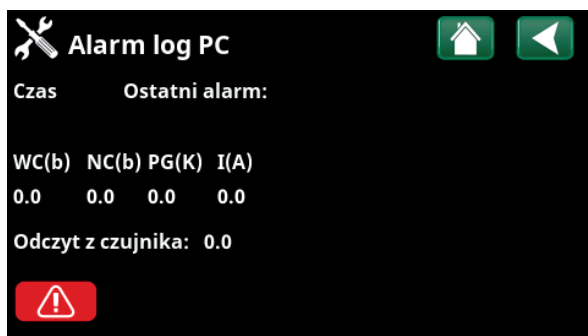 Alarm log PC
Czas Ostatni alarm:
WC(b) NC(b) PG(K) I(A)
0.0 0.0 0.0 0.0
Odczyt z czujnika: 0.0